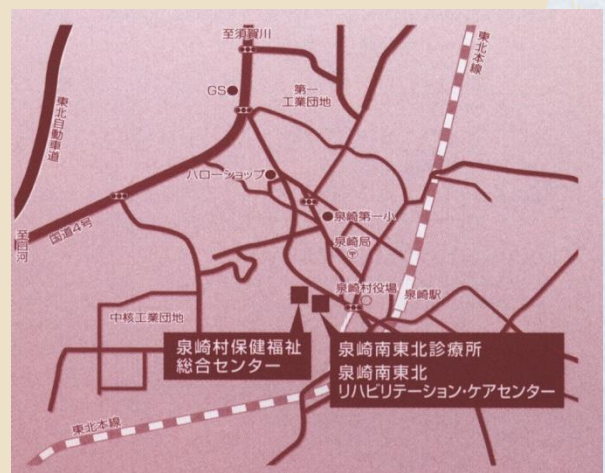 至須賀川
東北本線
GS
第一
工業団地
東北自動車道
ハローショップ
泉崎第一小
泉崎局
〒
至白河
国道4号
泉崎村役場
泉崎駅
中核工業団地
泉崎村保健福祉
総合センター
泉崎南東北診療所
泉崎南東北
リハビリテーション・ケアセンター
東北本線